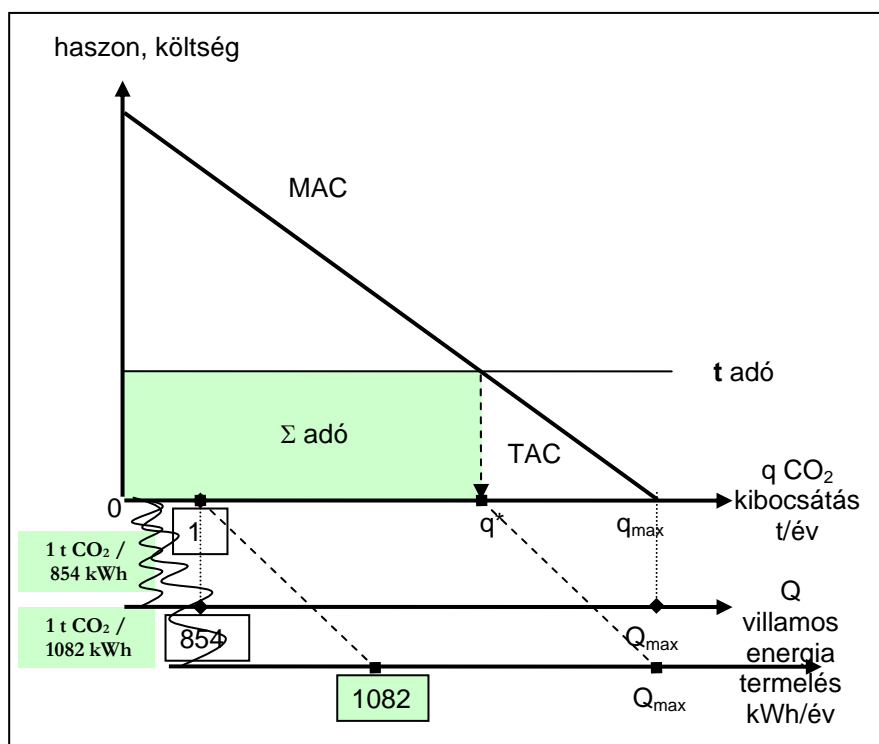 haszon, költség
MAC
t adó
Σ adó
TAC
0
1
q*
q max
q CO₂
kibocsátás
t/év
1 t CO₂ /
854 kWh
1 t CO₂ /
1082 kWh
854
Qmax
Q
villamos
energia
termelés
kWh/év
1082
Qmax